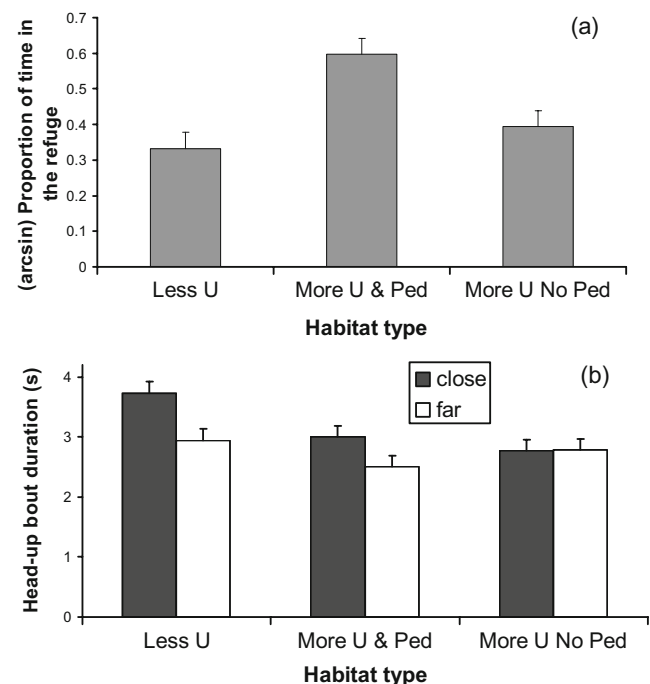 (a)
(arcsin) Proportion of time in
the refuge
0.7
0.6
0.5
0.4
0.3
0.2
0.1
0
Less U
More U & Ped
More U No Ped
Habitat type
(b)
close
far
Head-up bout duration (s)
4
3
2
1
0
Less U
More U & Ped
More U No Ped
Habitat type